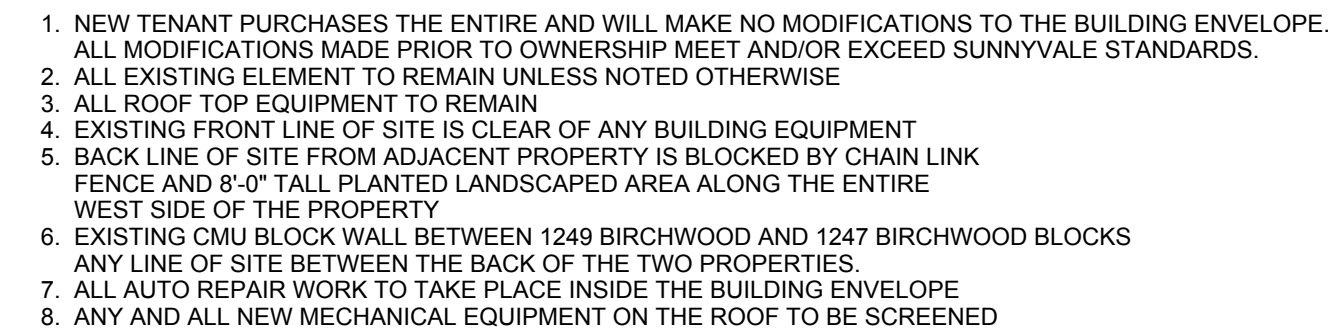 1. NEW TENANT PURCHASES THE ENTIRE AND WILL MAKE NO MODIFICATIONS TO THE BUILDING ENVELOPE.
ALL MODIFICATIONS MADE PRIOR TO OWNERSHIP MEET AND/OR EXCEED SUNNYVALE STANDARDS.
2. ALL EXISTING ELEMENT TO REMAIN UNLESS NOTED OTHERWISE
3. ALL ROOF TOP EQUIPMENT TO REMAIN
4. EXISTING FRONT LINE OF SITE IS CLEAR OF ANY BUILDING EQUIPMENT
5. BACK LINE OF SITE FROM ADJACENT PROPERTY IS BLOCKED BY CHAIN LINK
FENCE AND 8'-0" TALL PLANTED LANDSCAPED AREA ALONG THE ENTIRE
WEST SIDE OF THE PROPERTY
6. EXISTING CMU BLOCK WALL BETWEEN 1249 BIRCHWOOD AND 1247 BIRCHWOOD BLOCKS
ANY LINE OF SITE BETWEEN THE BACK OF THE TWO PROPERTIES.
7. ALL AUTO REPAIR WORK TO TAKE PLACE INSIDE THE BUILDING ENVELOPE
8. ANY AND ALL NEW MECHANICAL EQUIPMENT ON THE ROOF TO BE SCREENED